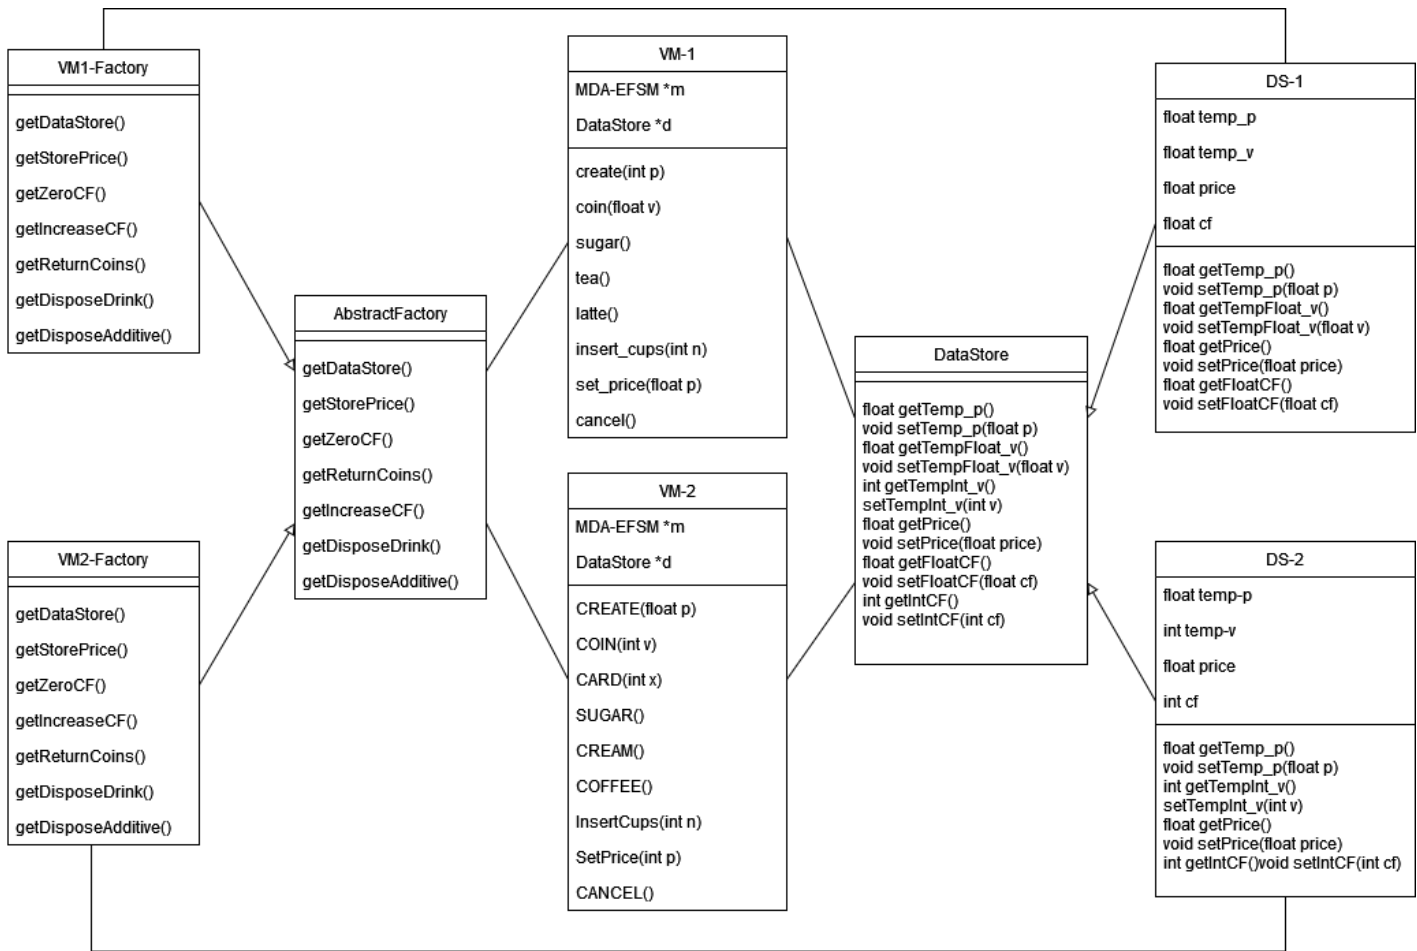 VM1-Factory
getDataStore()
getStorePrice()
getZeroCF()
getIncreaseCF()
getReturnCoins()
getDisposeDrink()
getDisposeAdditive()
VM2-Factory
getDataStore()
getStorePrice()
getZeroCF()
getIncreaseCF()
getReturnCoins()
getDisposeDrink()
getDisposeAdditive()
AbstractFactory
getDataStore()
getStorePrice()
getZeroCF()
getReturnCoins()
getIncreaseCF()
getDisposeDrink()
getDisposeAdditive()
VM-1
MDA-EFSM *m
DataStore *d
create(int p)
coin(float v)
sugar()
tea()
latte()
insert_cups(int n)
set_price(float p)
cancel()
VM-2
MDA-EFSM *m
DataStore *d
CREATE(float p)
COIN(int v)
CARD(int x)
SUGAR()
CREAM()
COFFEE()
InsertCups(int n)
SetPrice(int p)
CANCEL()
DataStore
float getTemp_p()
void setTemp_p(float p)
float getTempFloat_v()
void setTempFloat_v(float v)
int getTempInt_v()
setTempInt_v(int v)
float getPrice()
void setPrice(float price)
float getFloatCF()
void setFloatCF(float cf)
int getIntCF()
void setIntCF(int cf)
DS-1
float temp_p
float temp_v
float price
float cf
float getTemp_p()
void setTemp_p(float p)
float getTempFloat_v()
void setTempFloat_v(float v)
float getPrice()
void setPrice(float price)
float getFloatCF()
void setFloatCF(float cf)
DS-2
float temp-p
int temp-v
float price
int cf
float getTemp_p()
void setTemp_p(float p)
int getTempInt_v()
setTempInt_v(int v)
float getPrice()
void setPrice(float price)
int getIntCF()void setIntCF(int cf)